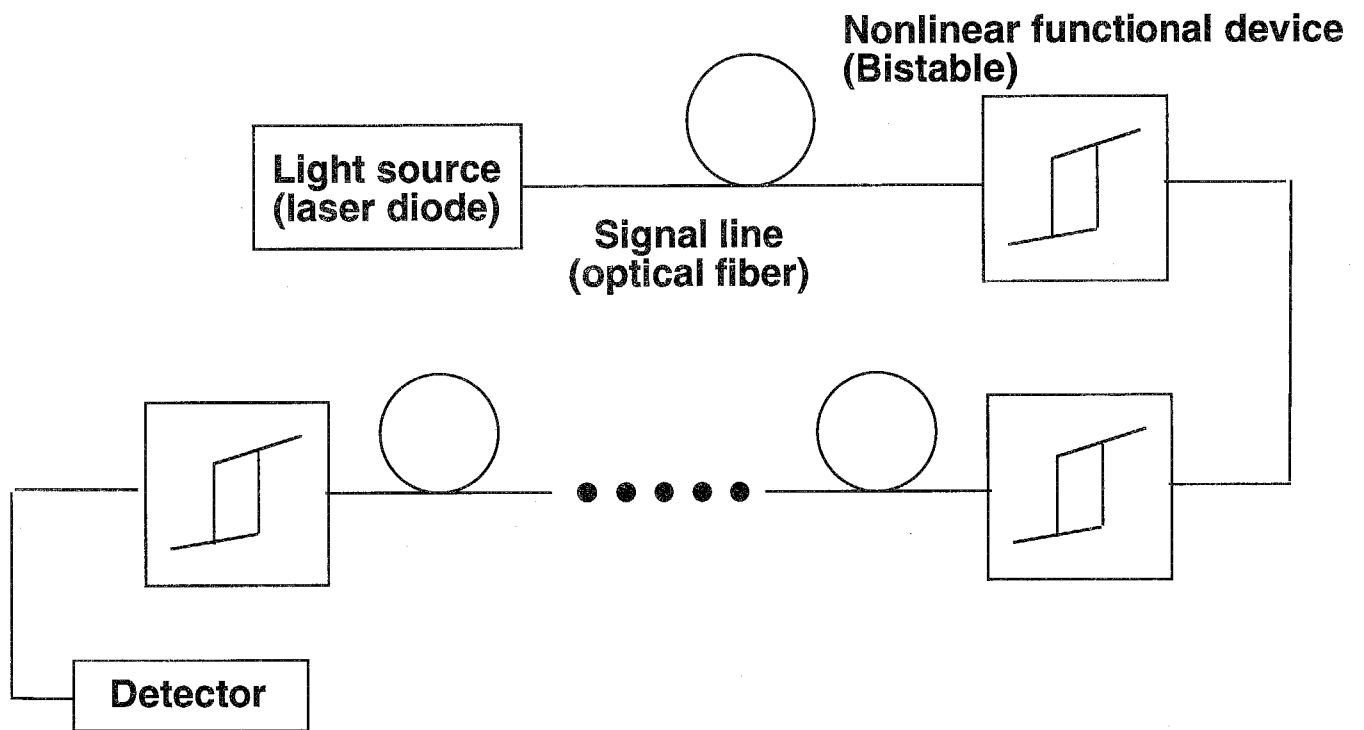 Nonlinear functional device
(Bistable)
Light source
(laser diode)
Signal line
(optical fiber)
Detector